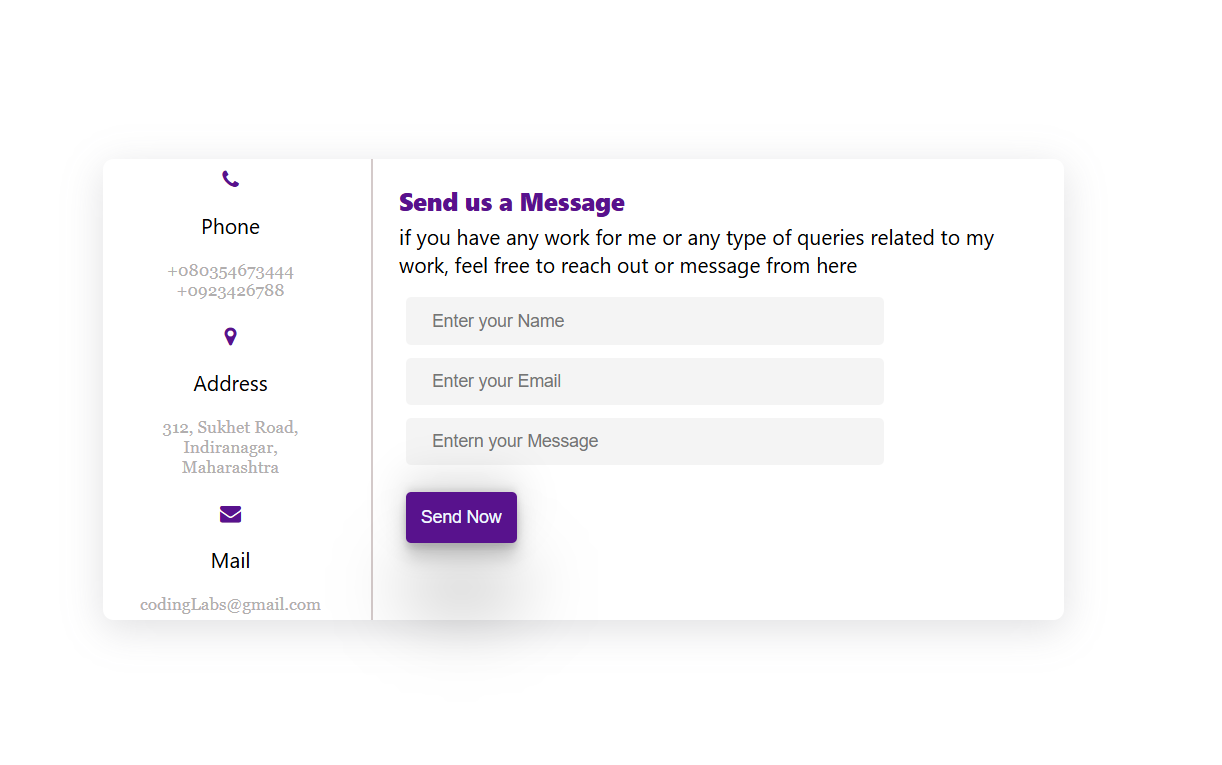 Phone
+080354673444
+0923426788
Address
312, Sukhet Road,
Indiranagar,
Maharashtra
Mail
codingLabs@gmail.com
Send us a Message
if you have any work for me or any type of queries related to my
work, feel free to reach out or message from here
Enter your Name
Enter your Email
Entern your Message
Send Now